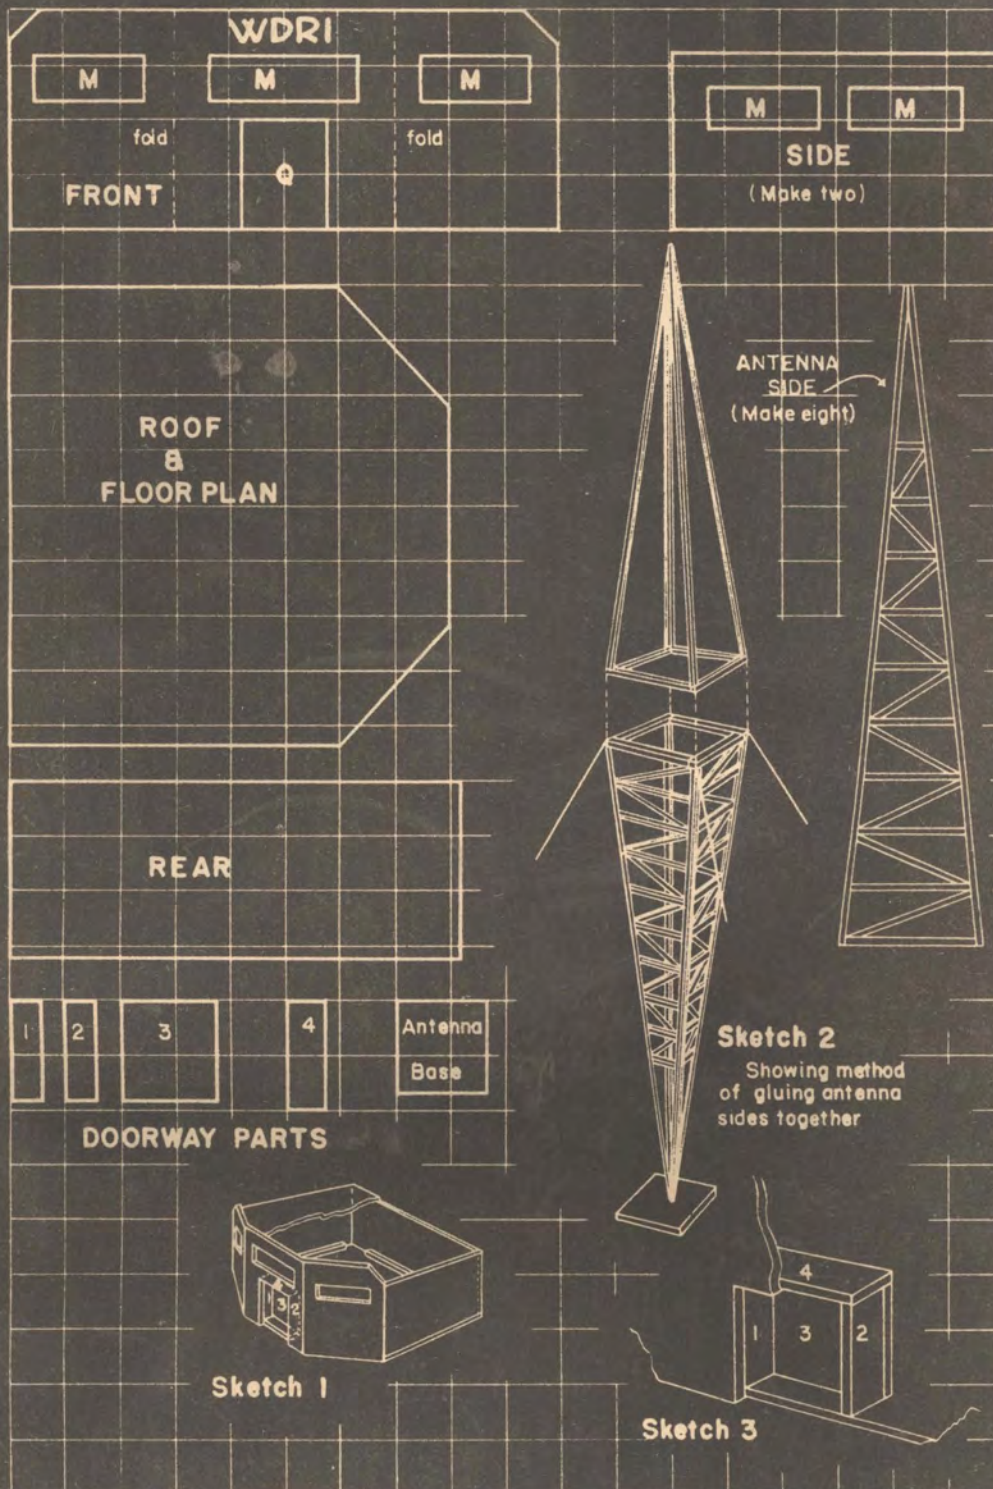 WDRI
M
M
M
fold
fold
Q
FRONT
M
M
SIDE
(Make two)
ROOF
&
FLOOR PLAN
ANTENNA
SIDE
(Make eight)
REAR
1
2
3
4
Antenna
Base
DOORWAY PARTS
Sketch 2
Showing method
of gluing antenna
sides together
4
1
3
2
Sketch 1
4
1
3
2
Sketch 3